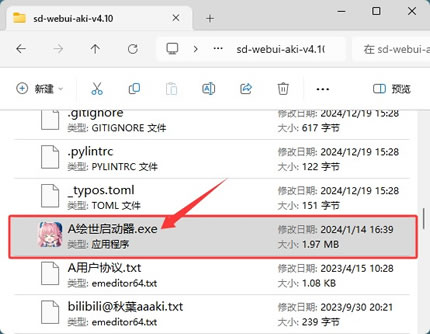 sd-webui-aki-v4.10
sd-webui-aki-v4.10
在 sd-webui-a
新建
预览
.gitignore
修改日期: 2024/12/19 15:28
类型: GITIGNORE 文件
大小: 617 字节
.pylintrc
修改日期: 2024/12/19 15:28
类型: PYLINTRC 文件
大小: 122 字节
_typos.toml
修改日期: 2024/12/19 15:28
类型: TOML 文件
大小: 151 字节
A绘世启动器.exe
修改日期: 2024/1/14 16:39
类型: 应用程序
大小: 1.97 MB
A用户协议.txt
修改日期: 2023/4/15 10:28
类型: emeditor64.txt
大小: 1.08 KB
bilibili@秋葉aaaki.txt
修改日期: 2023/9/30 20:21
类型: emeditor64.txt
大小: 239 字节